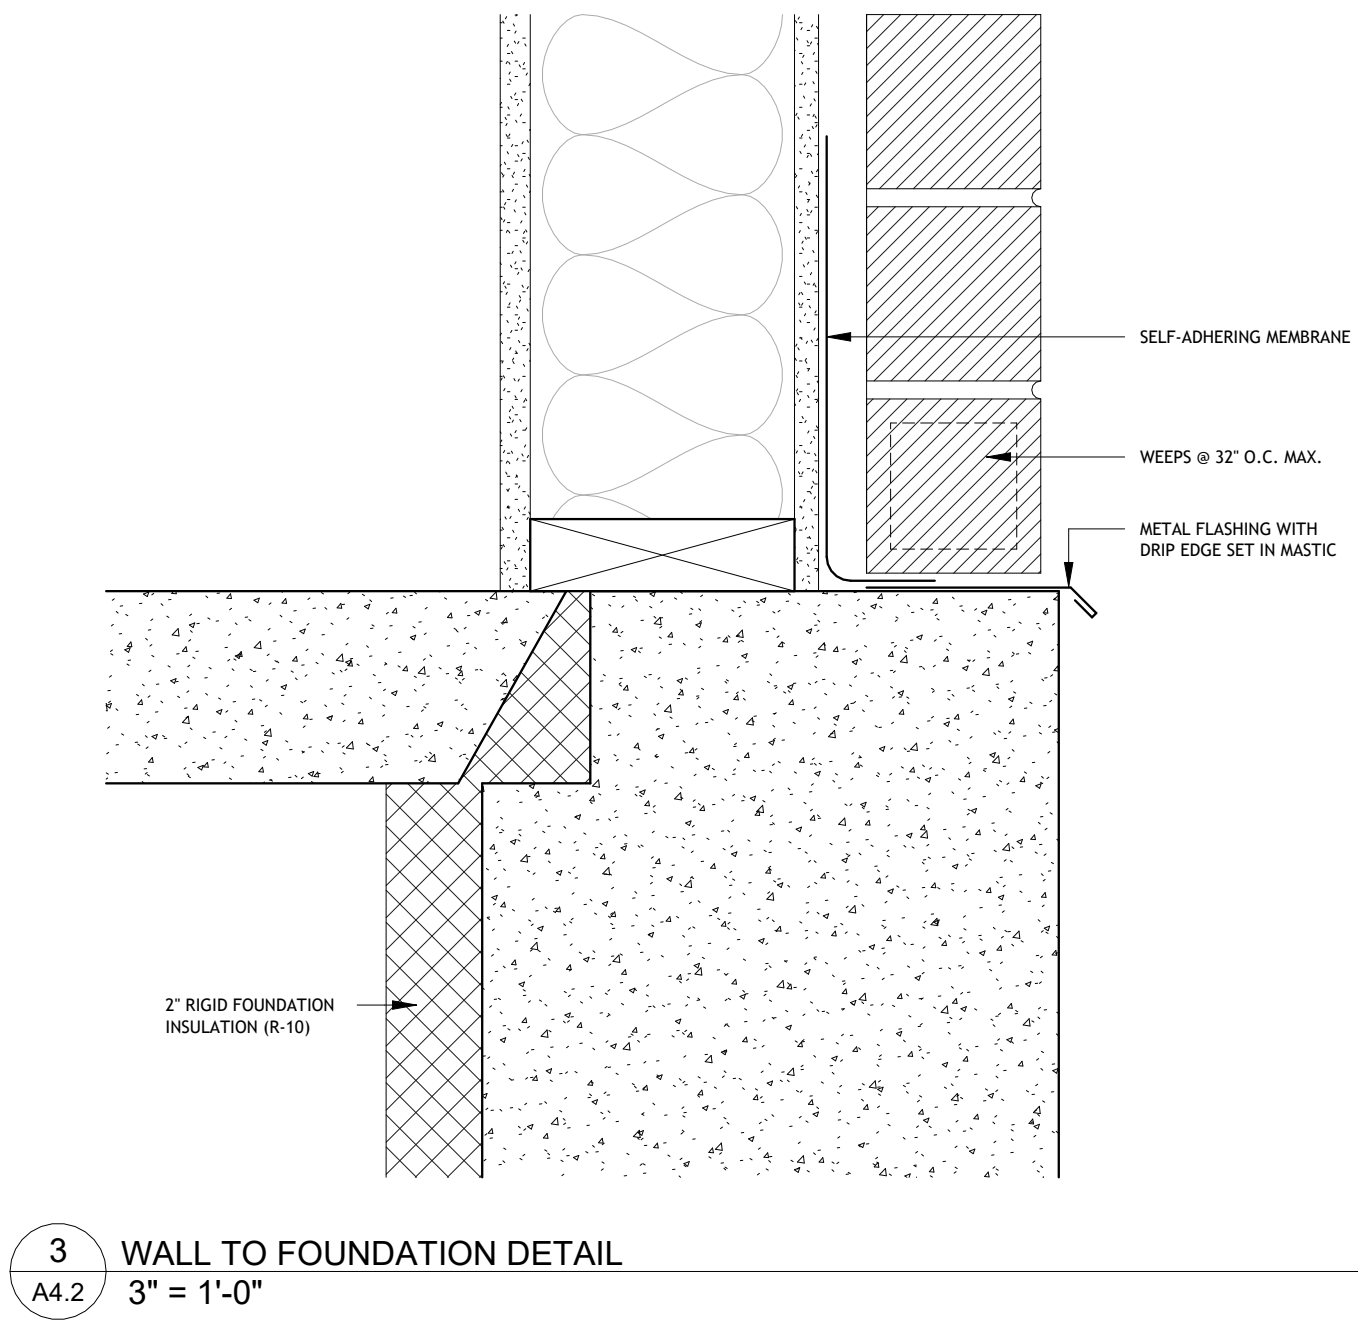 SELF-ADHERING MEMBRANE
WEEPS @ 32" O.C. MAX.
METAL FLASHING WITH
DRIP EDGE SET IN MASTIC
2" RIGID FOUNDATION
INSULATION (R-10)
3
WALL TO FOUNDATION DETAIL
A4.2
3" = 1'-0"